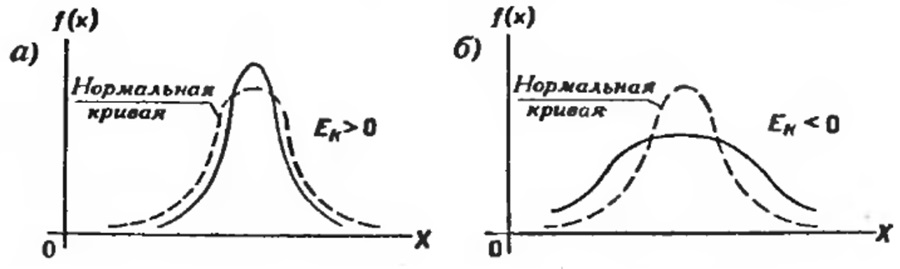 а)
f(x)
Нормальная
кривая
Eк>0
0
x
б)
f(x)
Нормальная
кривая
Eк<0
0
x